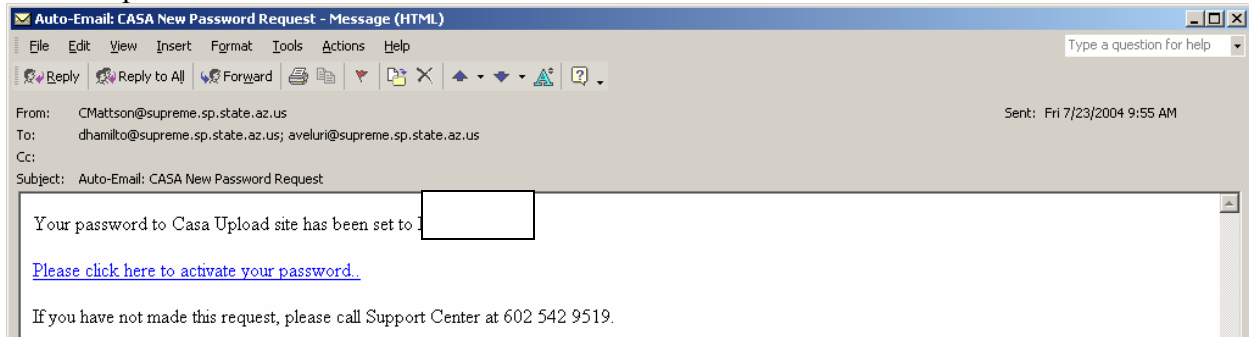 Auto-Email: CASA New Password Request - Message (HTML)
File Edit View Insert Format Tools Actions Help
Type a question for help
Reply Reply to All Forward
From: CMattson@supreme.sp.state.az.us Sent: Fri 7/23/2004 9:55 AM
To: dhamilto@supreme.sp.state.az.us; aveluri@supreme.sp.state.az.us
Cc:
Subject: Auto-Email: CASA New Password Request
Your password to Casa Upload site has been set to
Please click here to activate your password..
If you have not made this request, please call Support Center at 602 542 9519.